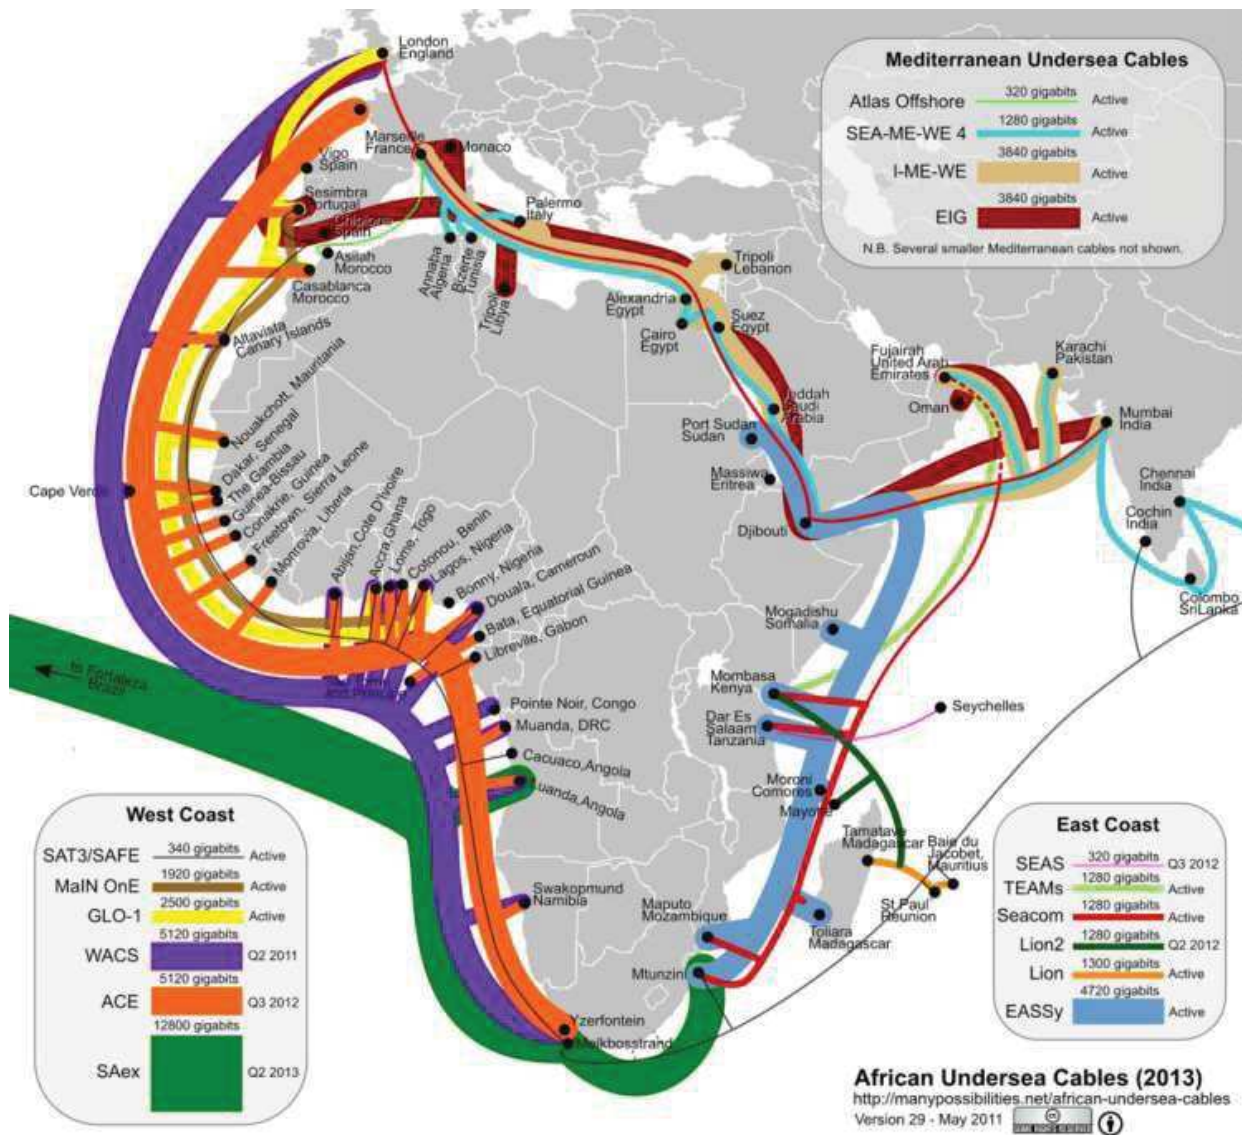 London
England
Marseille
France
Monaco
Vigo
Spain
Sesimbra
Portugal
Chipiona
Spain
Palermo
Italy
Asilah
Morocco
Casablanca
Morocco
Annaba
Algeria
Bizerte
Tunisia
Tripoli
Libya
Tripoli
Lebanon
Alexandria
Egypt
Cairo
Egypt
Suez
Egypt
Altavista
Canary Islands
Jeddah
Saudi
Arabia
Port Sudan
Sudan
Massiwa
Eritrea
Djibouti
Fujairah
United Arab
Emirates
Oman
Karachi
Pakistan
Mumbai
India
Chennai
India
Cochin
India
Colombo
SriLanka
Nouakchott, Mauritania
Dakar, Senegal
The Gambia
Guinea-Bissau
Conakrie, Guinea
Freetown, Sierra Leone
Monrovia, Liberia
Cape Verde
Abijan,Cote D'Ivore
Accra,Ghana
Lome, Togo
Cotonou, Benin
Lagos, Nigeria
Bonny, Nigeria
Douala, Cameroun
Bata, Equatorial Guinea
Libreville, Gabon
Pointe Noir, Congo
Muanda, DRC
Cacuaco,Angola
Luanda,Angola
Swakopmund
Namibia
Yzerfontein
Melkbosstrand
to Fortaleza
Brazil
Mogadishu
Somalia
Mombasa
Kenya
Dar Es
Salaam
Tanzania
Seychelles
Moroni
Comores
Mayotte
Tamatave
Madagascar
Baie du
Jacobet,
Mauritius
St Paul
Reunion
Toliara
Madagascar
Maputo
Mozambique
Mtunzini
Mediterranean Undersea Cables
Atlas Offshore 320 gigabits Active
SEA-ME-WE 4 1280 gigabits Active
I-ME-WE 3840 gigabits Active
EIG 3840 gigabits Active
N.B. Several smaller Mediterranean cables not shown.
West Coast
SAT3/SAFE 340 gigabits Active
MaIN OnE 1920 gigabits Active
GLO-1 2500 gigabits Active
WACS 5120 gigabits Q2 2011
ACE 5120 gigabits Q3 2012
SAex 12800 gigabits Q2 2013
East Coast
SEAS 320 gigabits Q3 2012
TEAMs 1280 gigabits Active
Seacom 1280 gigabits Active
Lion2 1280 gigabits Q2 2012
Lion 1300 gigabits Active
EASSy 4720 gigabits Active
African Undersea Cables (2013)
http://manypossibilities.net/african-undersea-cables
Version 29 - May 2011